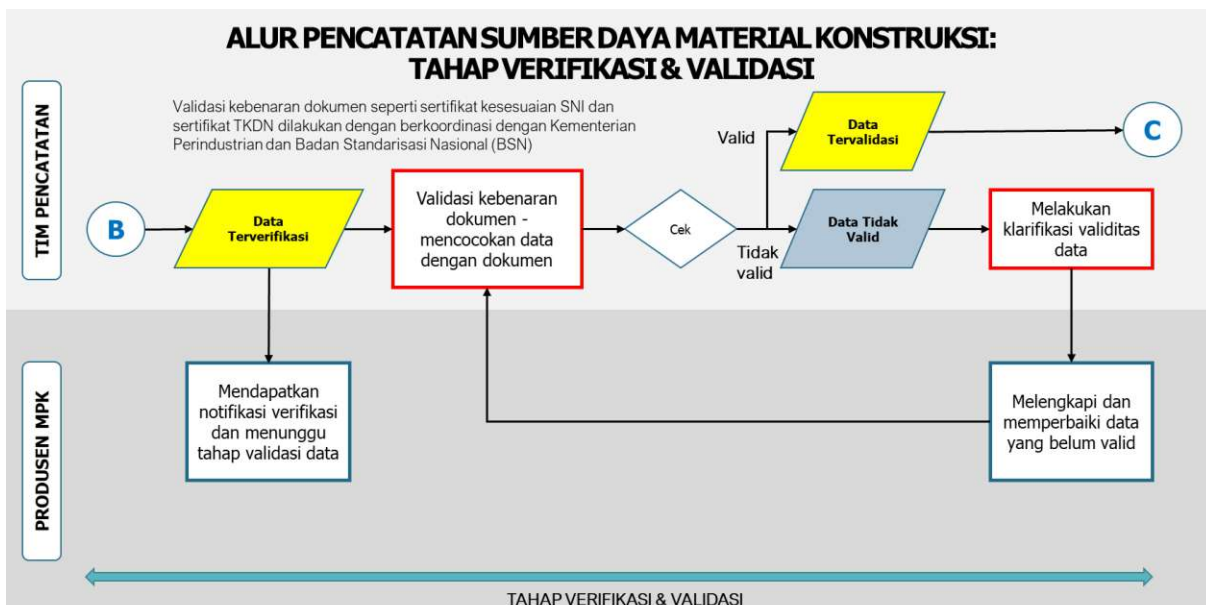 ALUR PENCATATAN SUMBER DAYA MATERIAL KONSTRUKSI:
TAHAP VERIFIKASI & VALIDASI
TIM PENCATATAN
Validasi kebenaran dokumen seperti sertifikat kesesuaian SNI dan
sertifikat TKDN dilakukan dengan berkoordinasi dengan Kementerian
Perindustrian dan Badan Standarisasi Nasional (BSN)
Valid
Data
Tervalidasi
C
B
Data
Terverifikasi
Validasi kebenaran
dokumen -
mencocokan data
dengan dokumen
Cek
Tidak
valid
Data Tidak
Valid
Melakukan
klarifikasi validitas
data
PRODUSEN MPK
Mendapatkan
notifikasi verifikasi
dan menunggu
tahap validasi data
Melengkapi dan
memperbaiki data
yang belum valid
TAHAP VERIFIKASI & VALIDASI